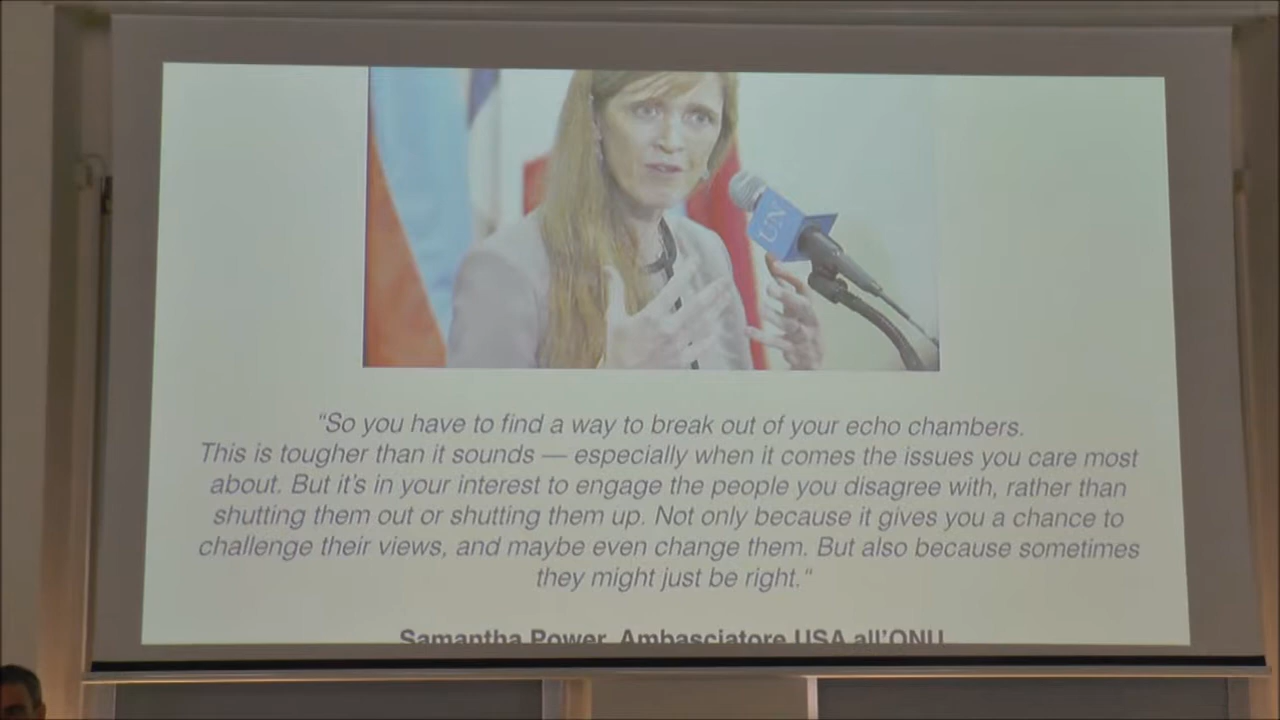 UN
“So you have to find a way to break out of your echo chambers.
This is tougher than it sounds — especially when it comes the issues you care most
about. But it's in your interest to engage the people you disagree with, rather than
shutting them out or shutting them up. Not only because it gives you a chance to
challenge their views, and maybe even change them. But also because sometimes
they might just be right.“
Samantha Power, Ambasciatore USA all'ONU